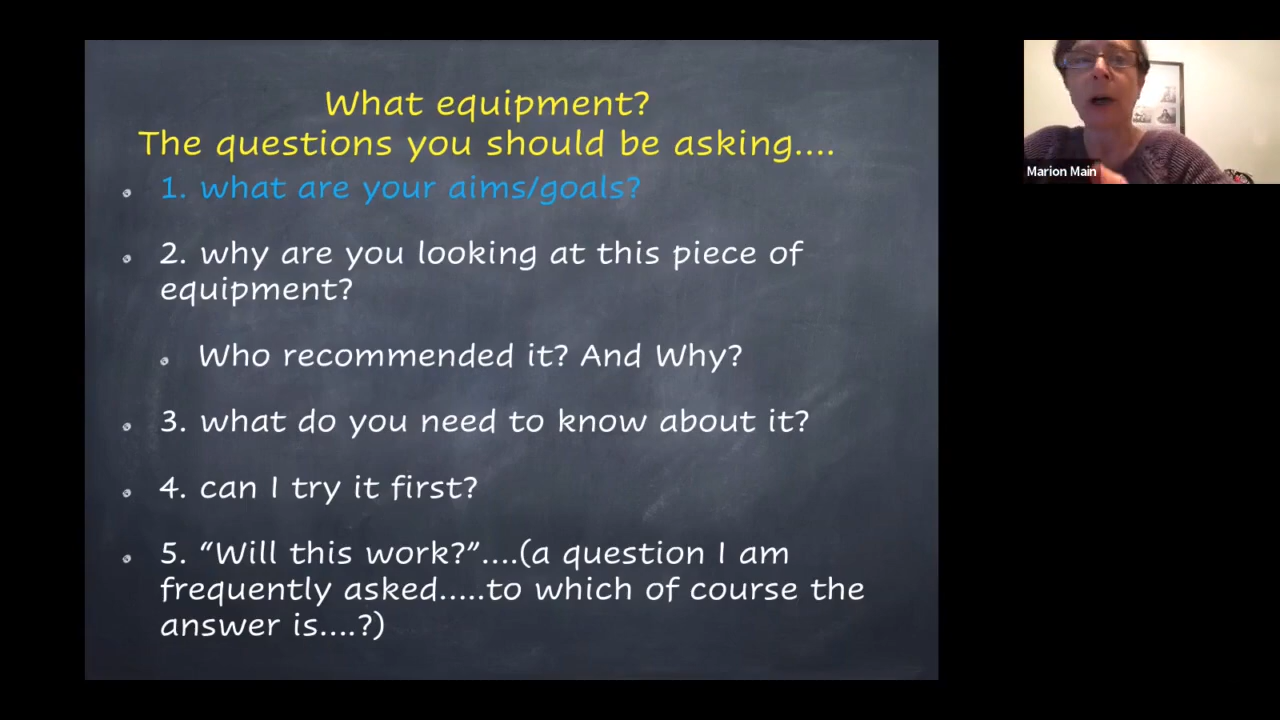 What equipment?
The questions you should be asking....
1. what are your aims/goals?
2. why are you looking at this piece of
equipment?
Who recommended it? And Why?
3. what do you need to know about it?
4. can I try it first?
5. “Will this work?”....(a question I am
frequently asked.....to which of course the
answer is....?)
Marion Main